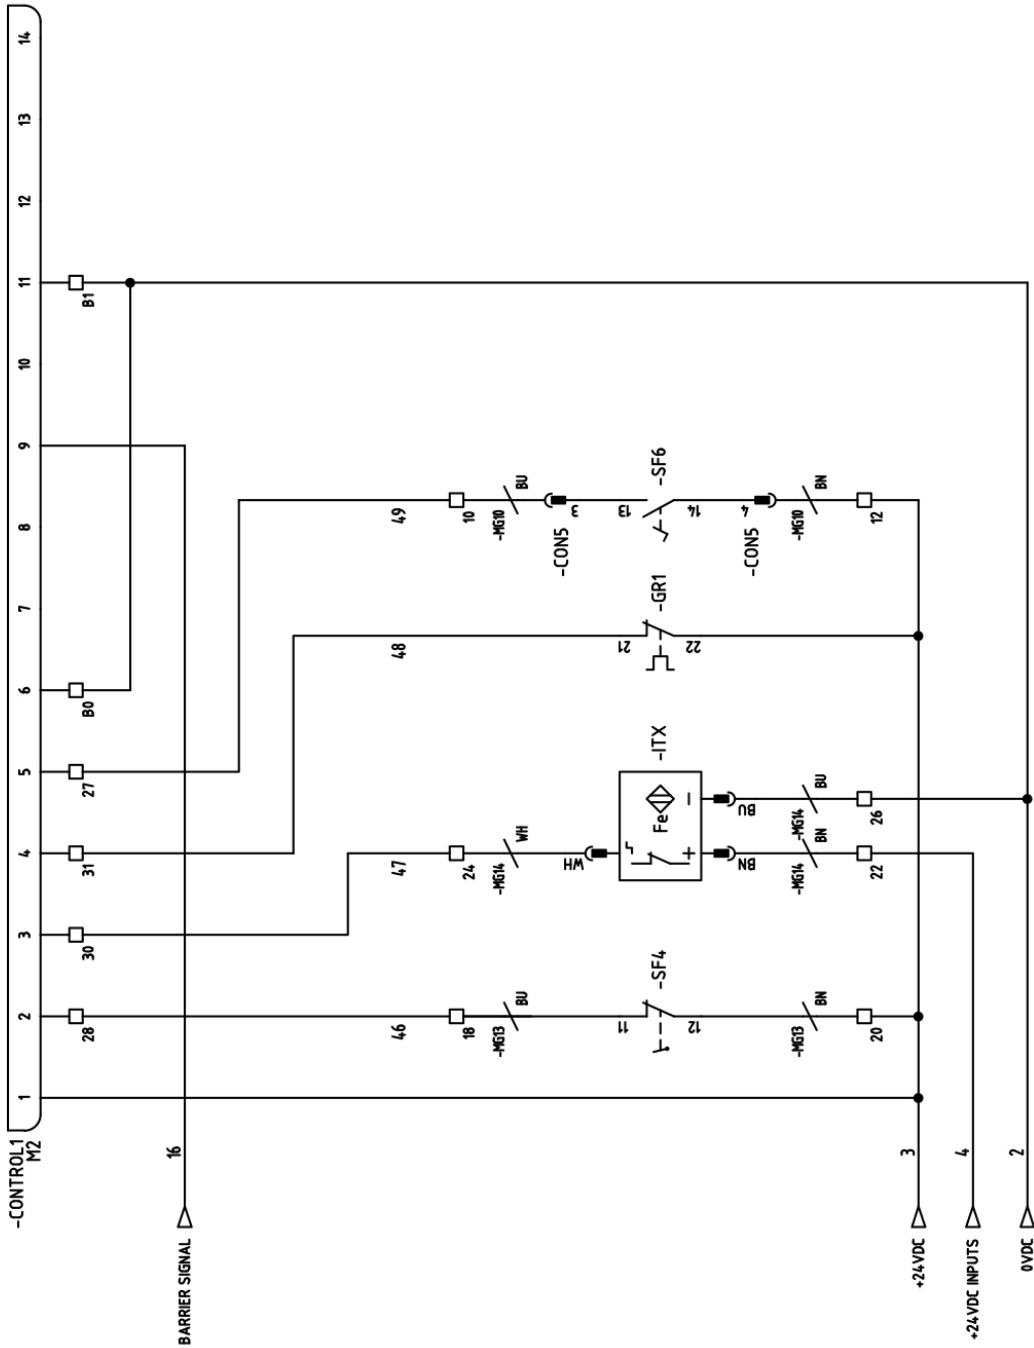 -CONTROL1
M2
1
2
3
4
5
6
7
8
9
10
11
12
13
14
28
30
31
27
B0
B1
BARRIER SIGNAL
16
46
47
48
49
18
-MG13
BU
24
-MG14
WH
10
-MG10
BU
WH
-CON5
3
11
12
-SF4
Fe
+
-ITX
21
22
-GR1
13
14
-SF6
BN
BU
-CON5
4
-MG13
BN
-MG14
BN
-MG14
BU
-MG10
BN
20
22
26
12
+24VDC
3
+24VDC INPUTS
4
0VDC
2